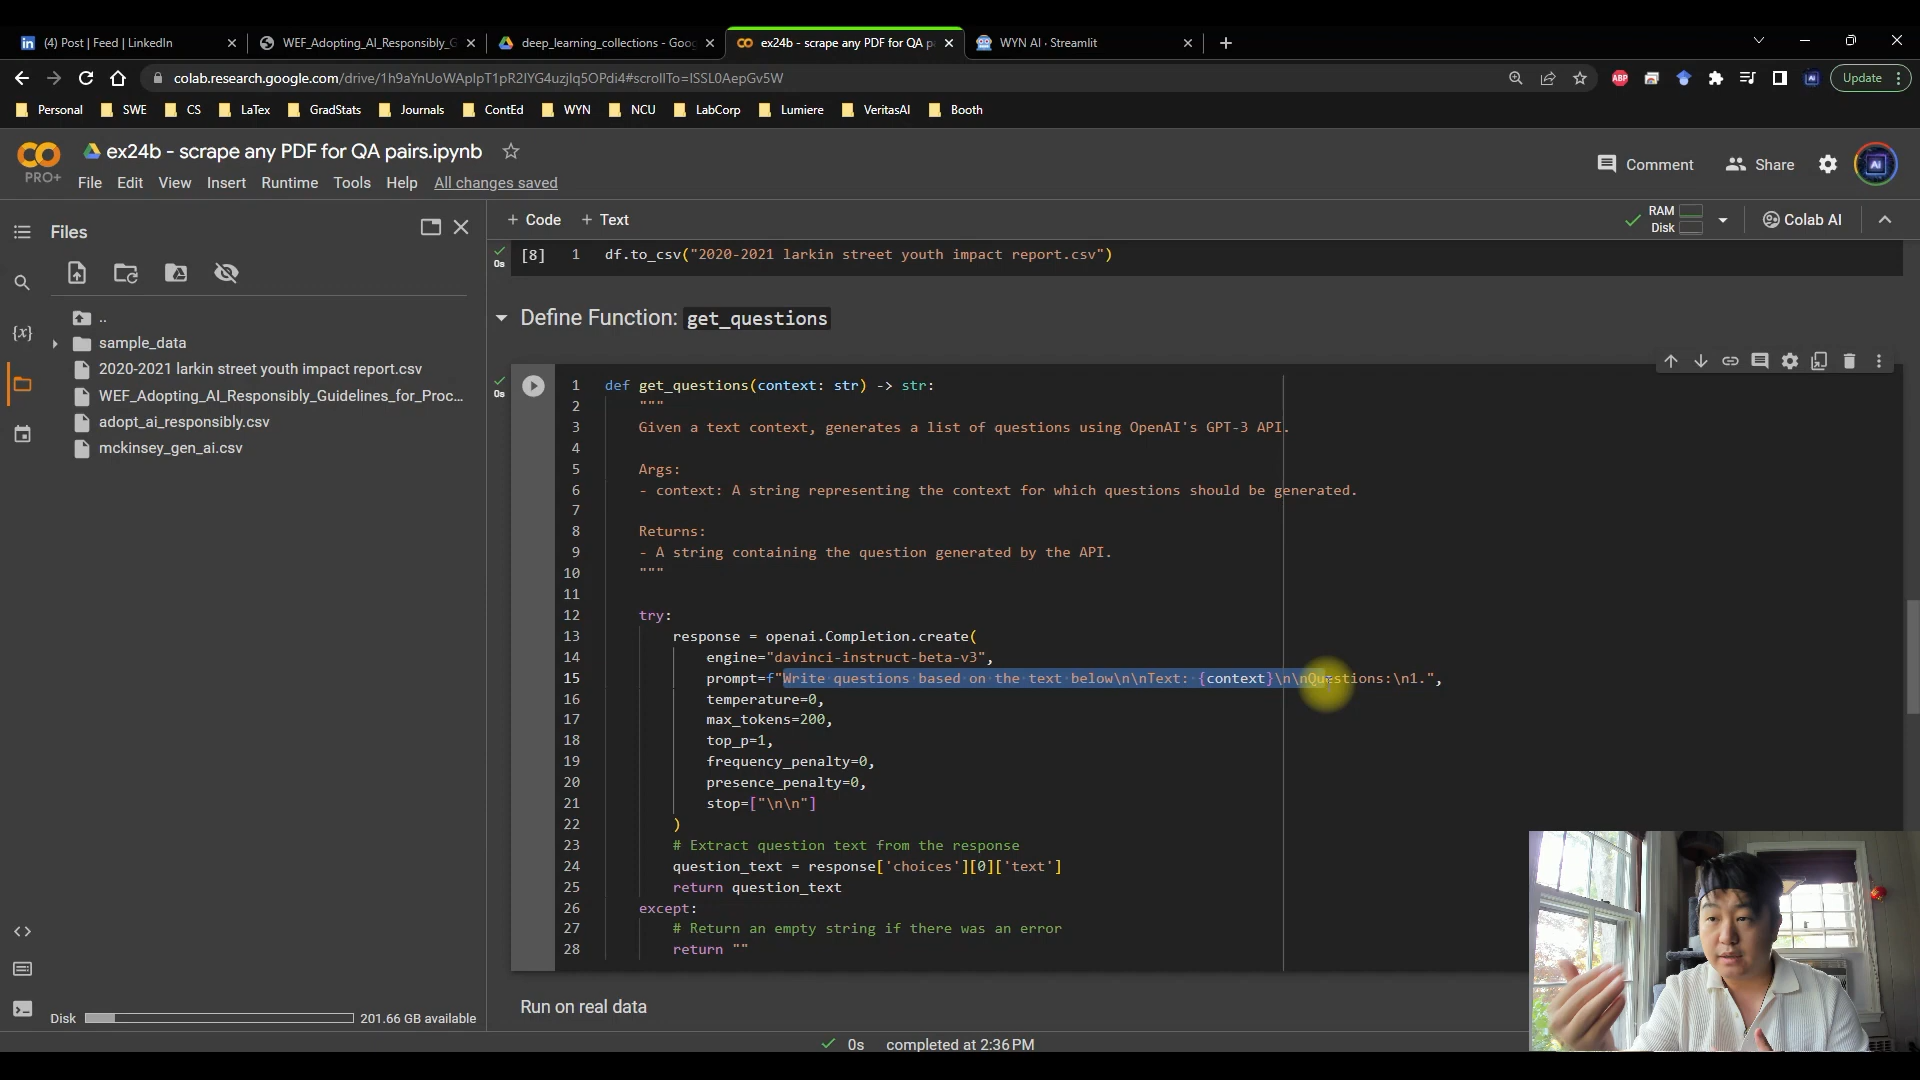 (4) Post | Feed | LinkedIn
WEF_Adopting_AI_Responsibly_G
deep_learning_collections - Goo
ex24b - scrape any PDF for QA p
WYN AI · Streamlit
colab.research.google.com/drive/1h9aYnUoWAplpT1pR2IYG4uzjlq5OPdi4#scrollTo=ISSL0AepGv5W
ABP
AI
Update
Personal
SWE
CS
LaTex
GradStats
Journals
ContEd
WYN
NCU
LabCorp
Lumiere
VeritasAI
Booth
PRO+
ex24b - scrape any PDF for QA pairs.ipynb
File Edit View Insert Runtime Tools Help All changes saved
Comment
Share
AI
Files
+ Code + Text
RAM
Disk
Colab AI
..
sample_data
2020-2021 larkin street youth impact report.csv
WEF_Adopting_AI_Responsibly_Guidelines_for_Proc...
adopt_ai_responsibly.csv
mckinsey_gen_ai.csv
{x}
0s
[8] 1 df.to_csv("2020-2021 larkin street youth impact report.csv")
Define Function: get_questions
0s
1 def get_questions(context: str) -> str:
2 """
3 Given a text context, generates a list of questions using OpenAI's GPT-3 API.
4
5 Args:
6 - context: A string representing the context for which questions should be generated.
7
8 Returns:
9 - A string containing the question generated by the API.
10 """
11
12 try:
13 response = openai.Completion.create(
14 engine="davinci-instruct-beta-v3",
15 prompt=f"Write questions based on the text below\n\nText: {context}\n\nQuestions:\n1.",
16 temperature=0,
17 max_tokens=200,
18 top_p=1,
19 frequency_penalty=0,
20 presence_penalty=0,
21 stop=["\n\n"]
22 )
23 # Extract question text from the response
24 question_text = response['choices'][0]['text']
25 return question_text
26 except:
27 # Return an empty string if there was an error
28 return ""
Run on real data
Disk
201.66 GB available
0s completed at 2:36 PM